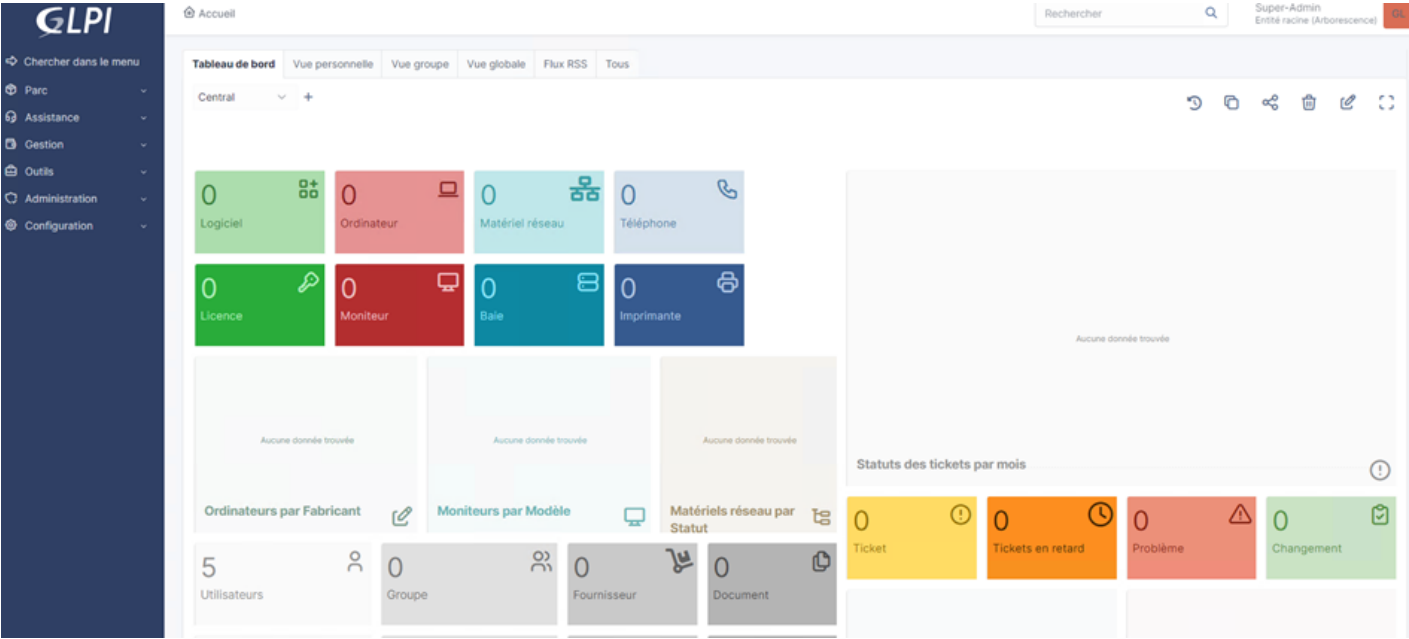 GLPI
Accueil
Rechercher
Super-Admin
Entité racine (Arborescence)
GL
Chercher dans le menu
Parc
Assistance
Gestion
Outils
Administration
Configuration
Tableau de bord
Vue personnelle
Vue groupe
Vue globale
Flux RSS
Tous
Central
0
Logiciel
0
Ordinateur
0
Matériel réseau
0
Téléphone
0
Licence
0
Moniteur
0
Baie
0
Imprimante
Aucune donnée trouvée
Statuts des tickets par mois
Aucune donnée trouvée
Ordinateurs par Fabricant
Aucune donnée trouvée
Moniteurs par Modèle
Aucune donnée trouvée
Matériels réseau par
Statut
0
Ticket
0
Tickets en retard
0
Problème
0
Changement
5
Utilisateurs
0
Groupe
0
Fournisseur
0
Document